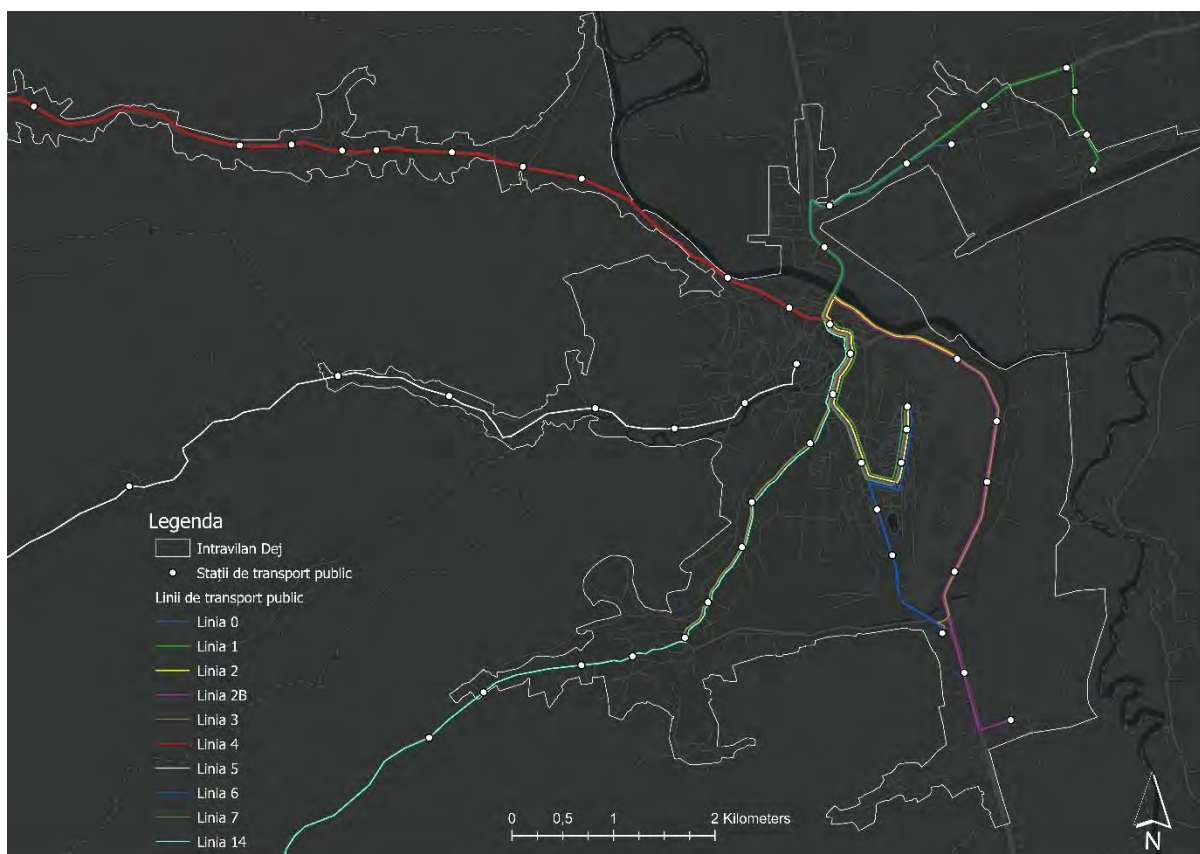 Legenda
Intravilan Dej
Stații de transport public
Linii de transport public
Linia 0
Linia 1
Linia 2
Linia 2B
Linia 3
Linia 4
Linia 5
Linia 6
Linia 7
Linia 14
0 0,5 1 2 Kilometers
N